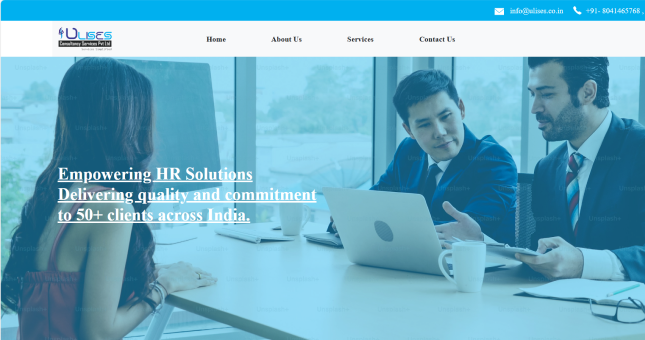 info@ulises.co.in +91- 8041465768 ,
ULISES
Consultancy Services Pvt Ltd
Home About Us Services Contact Us
Empowering HR Solutions
Delivering quality and commitment
to 50+ clients across India.